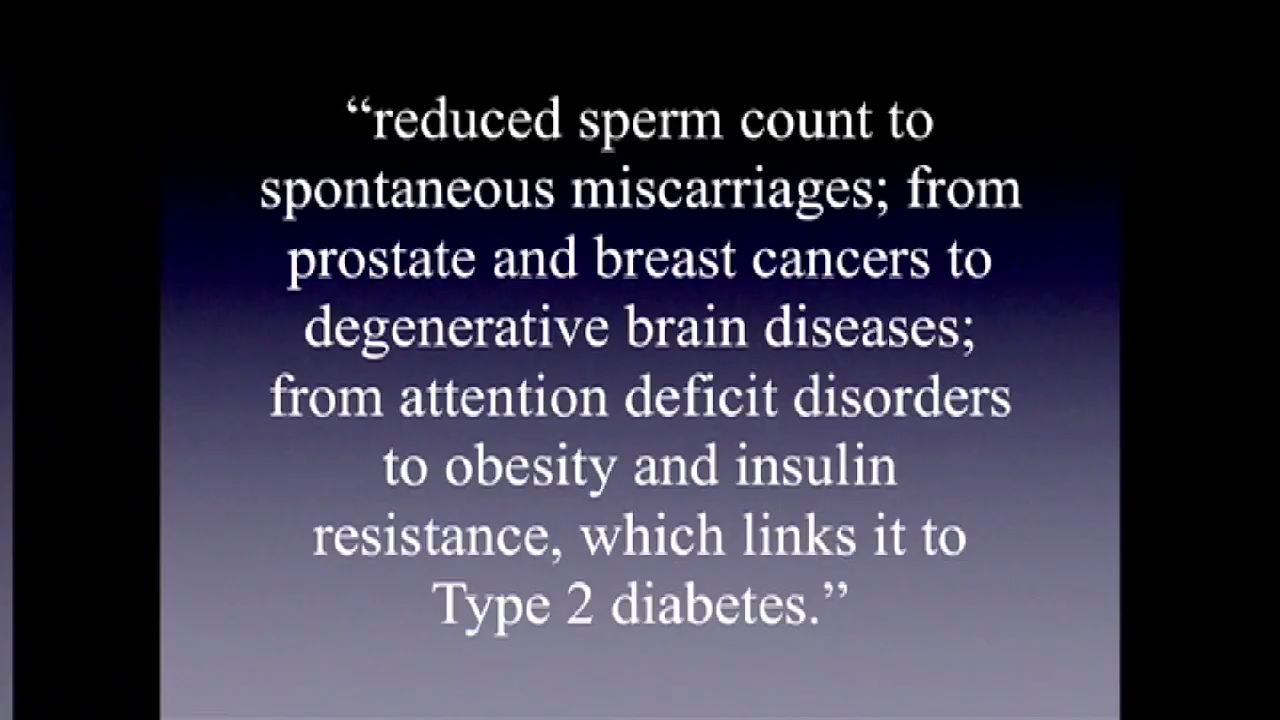 “reduced sperm count to
spontaneous miscarriages; from
prostate and breast cancers to
degenerative brain diseases;
from attention deficit disorders
to obesity and insulin
resistance, which links it to
Type 2 diabetes.”